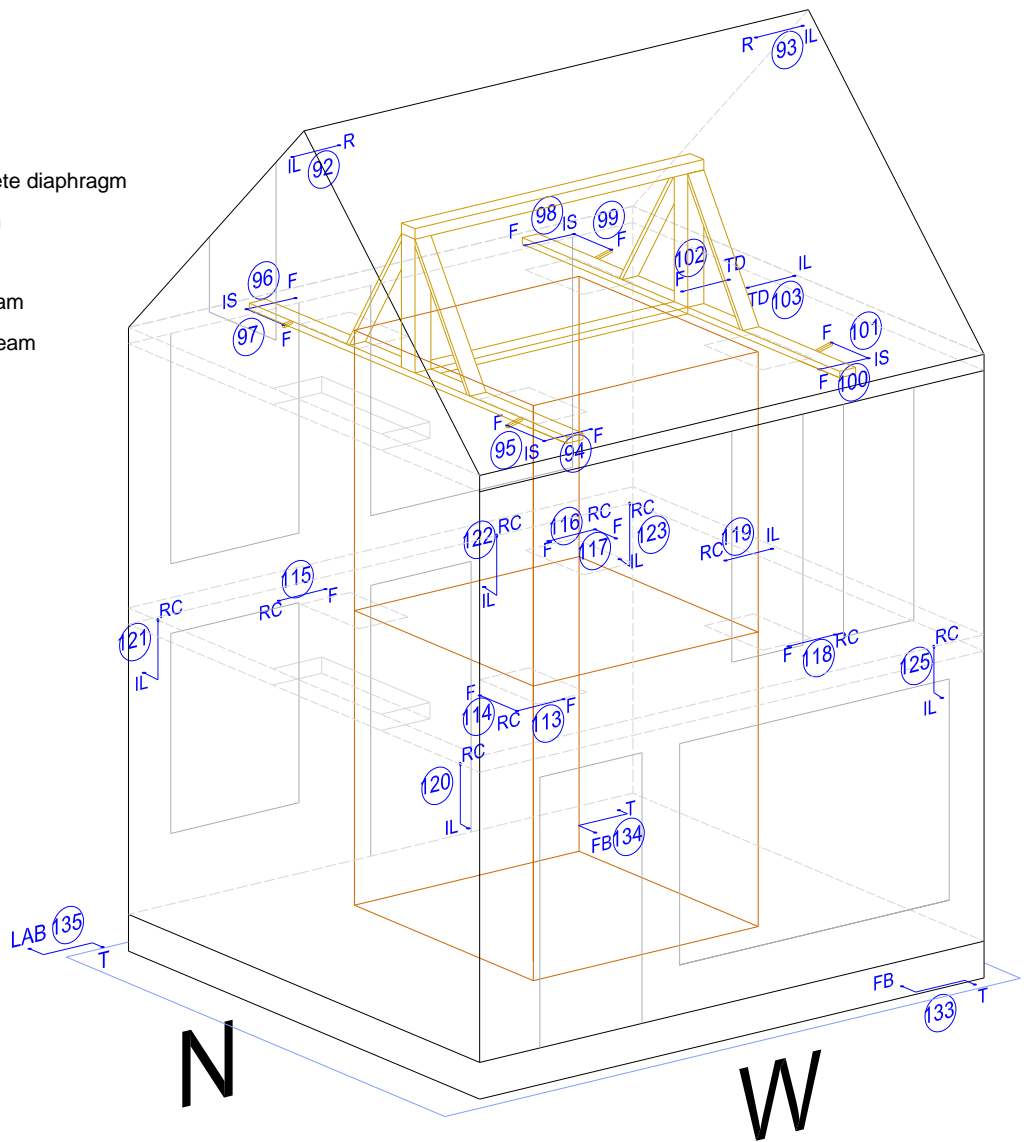 R 93 IL
IL 92 R
ete diaphragm
am
eam
98 IS 99
F F
102
F TD IL
TD 103
96 F
IS
97 F
F 101
IS
F 100
F
95 IS 94 F
122 RC
116 RC F RC 123
F 117
IL IL
119 IL
RC
115
RC F
121 RC
IL
F 118 RC
125 RC
IL
F
114 RC 113 F
120 RC
IL
T
FB 134
LAB 135
T
FB
133 T
N
W